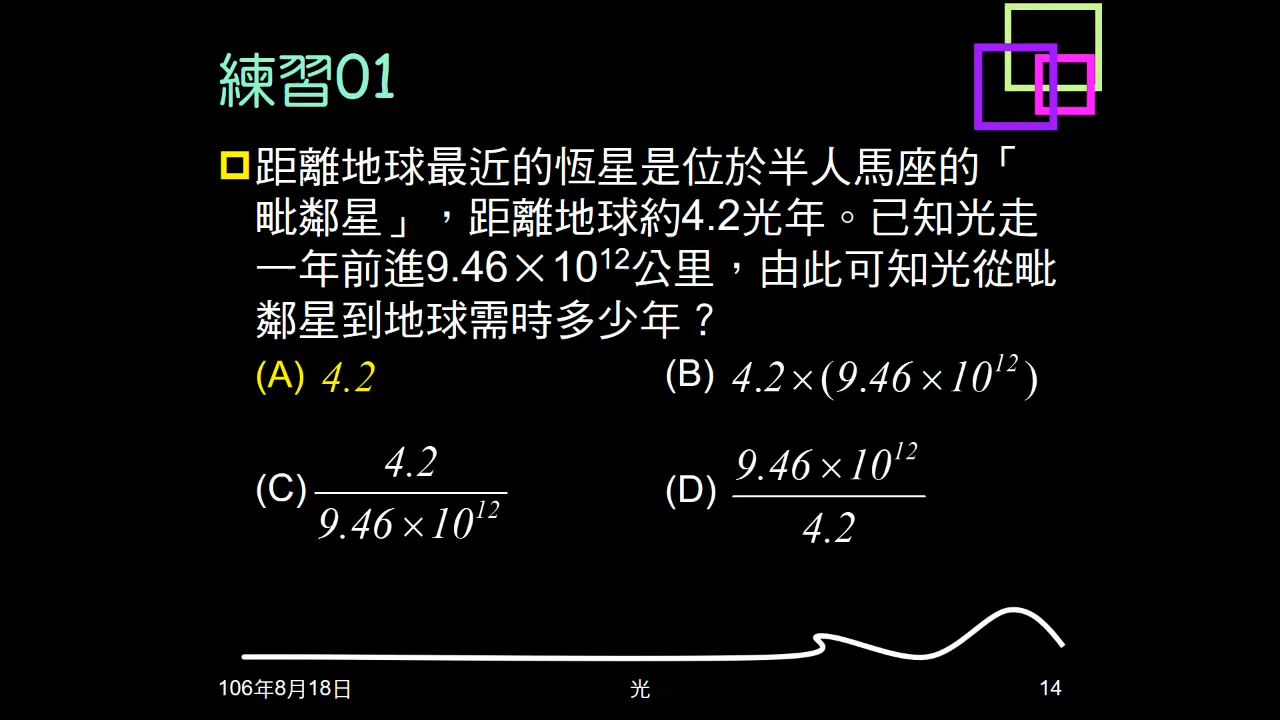 練習01
距離地球最近的恆星是位於半人馬座的「
毗鄰星」，距離地球約4.2光年。已知光走
一年前進9.46×10¹²公里，由此可知光從毗
鄰星到地球需時多少年？
(A) 4.2
(B) 4.2×(9.46×10¹²)
(C) 4.2 / 9.46×10¹²
(D) 9.46×10¹² / 4.2
106年8月18日
光
14